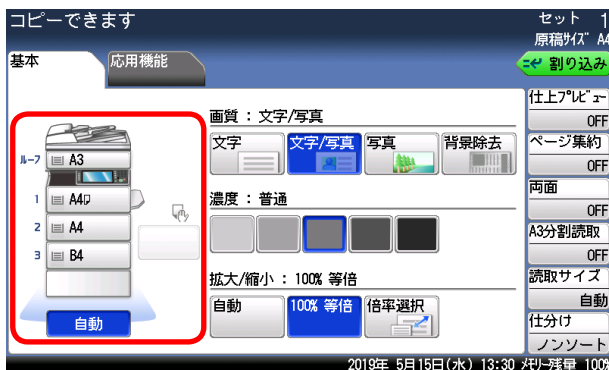 コピーできます
セット 1
原稿サイズ A4
基本
応用機能
割り込み
画質 : 文字/写真
文字
文字/写真
写真
背景除去
濃度 : 普通
拡大/縮小 : 100% 等倍
自動
100% 等倍
倍率選択
ル-フ
A3
1
A4
2
A4
3
B4
自動
仕上プレビュー
OFF
ページ集約
OFF
両面
OFF
A3分割読取
OFF
読取サイズ
自動
仕分け
ノンソート
2019年 5月15日(水) 13:30 メモリー残量 100%